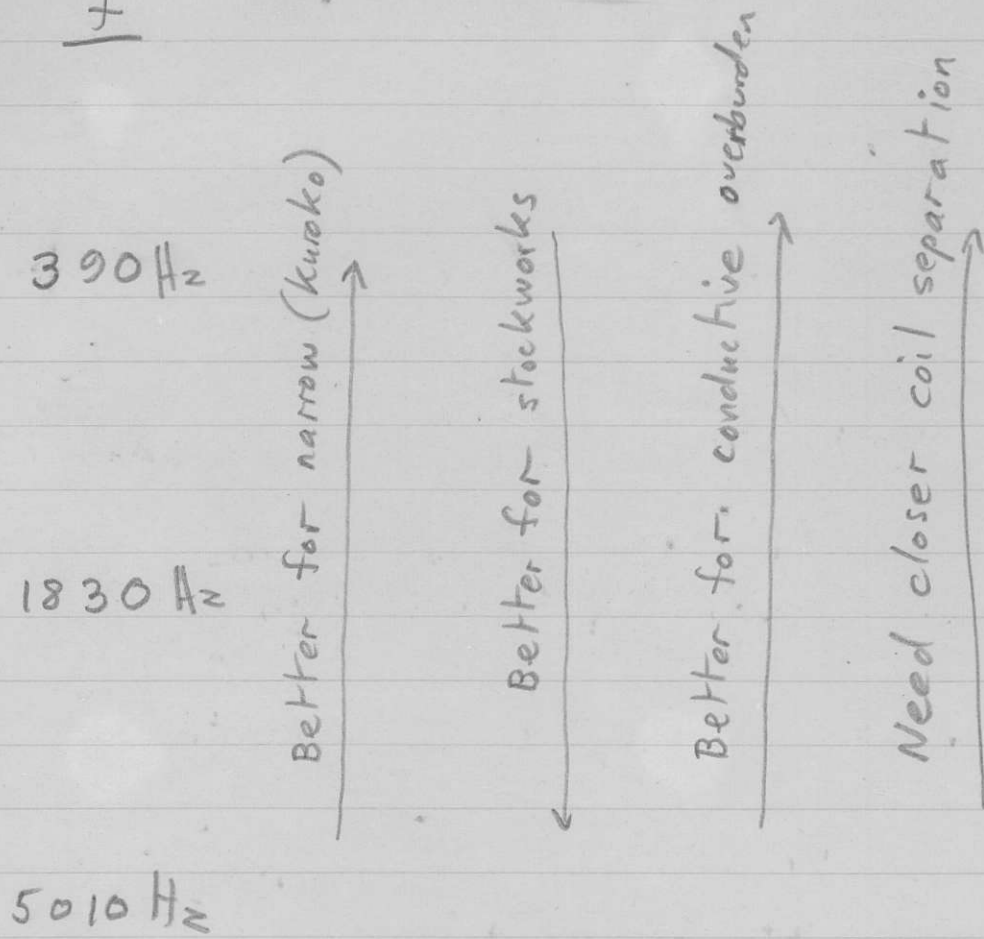 390 Hz
1830 Hz
5010 Hz
Better for narrow (Kuroko)
Better for stockworks
Better for conductive overburden
Need closer coil separation